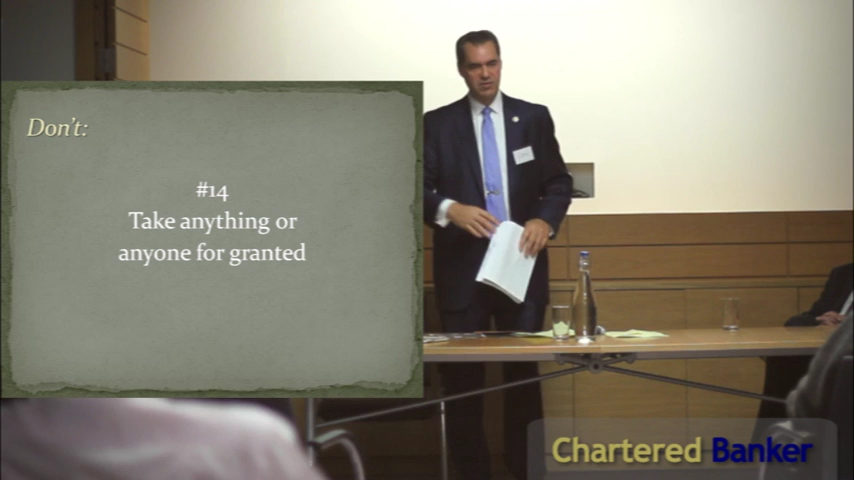 Don't:
#14
Take anything or
anyone for granted
Chartered Banker